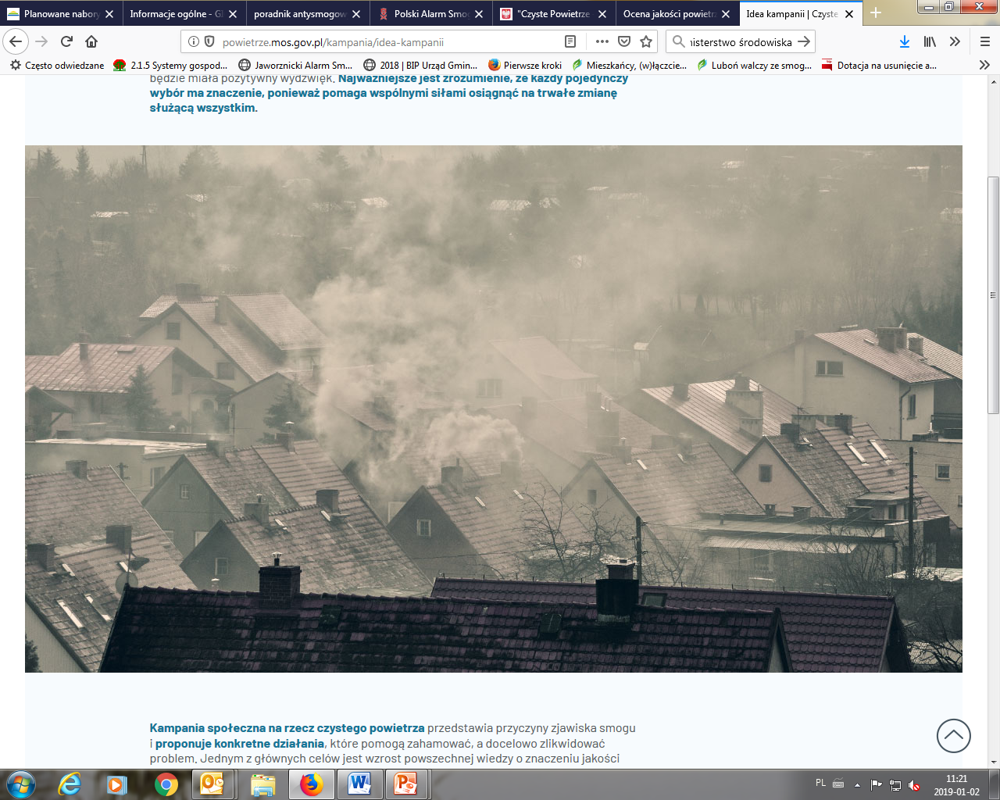 Planowane nabory
Informacje ogólne - G
poradnik antysmogow
Polski Alarm Smo
"Czyste Powietrze
Ocena jakości powietrz
Idea kampanii | Czyste
powietrze.mos.gov.pl/kampania/idea-kampanii
nisterstwo środowiska
Często odwiedzane
2.1.5 Systemy gospod...
Jaworznicki Alarm Sm...
2018 | BIP Urząd Gmin...
Pierwsze kroki
Mieszkańcy, (w)łączcie...
Luboń walczy ze smog...
Dotacja na usunięcie a...
będzie miała pozytywny wydźwięk. Najważniejsze jest zrozumienie, że każdy pojedynczy
wybór ma znaczenie, ponieważ pomaga wspólnymi siłami osiągnąć na trwałe zmianę
służącą wszystkim.
Kampania społeczna na rzecz czystego powietrza przedstawia przyczyny zjawiska smogu
i proponuje konkretne działania, które pomogą zahamować, a docelowo zlikwidować
problem. Jednym z głównych celów jest wzrost powszechnej wiedzy o znaczeniu jakości
PL
11:21
2019-01-02